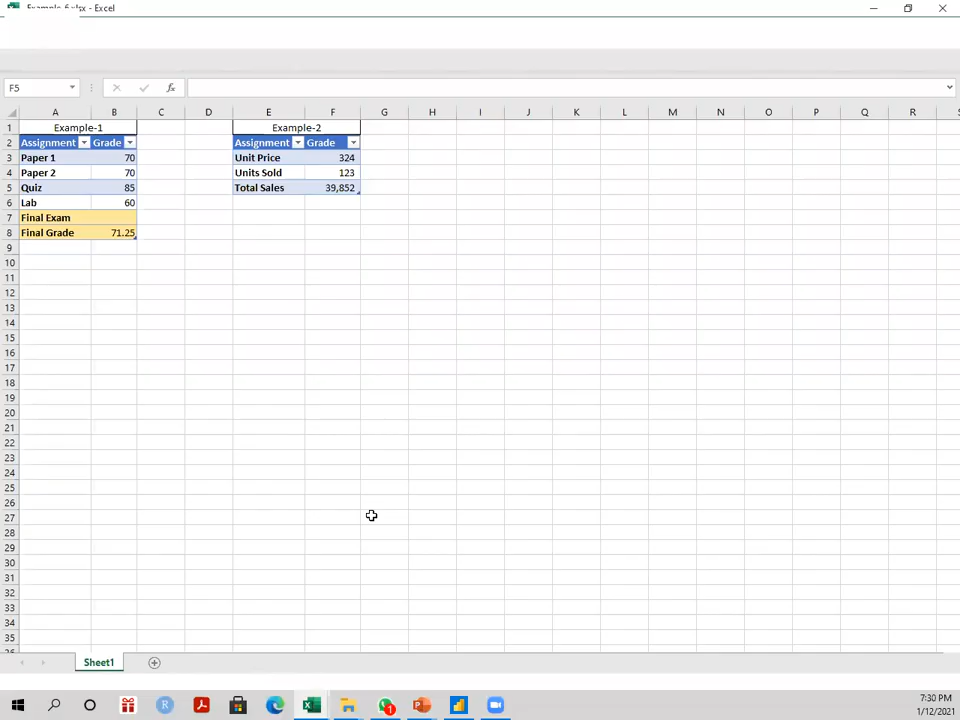 Example-6.xlsx - Excel
F5
fx
A B C D E F G H I J K L M N O P Q R S
1 Example-1 Example-2
2 Assignment Grade Assignment Grade
3 Paper 1 70 Unit Price 324
4 Paper 2 70 Units Sold 123
5 Quiz 85 Total Sales 39,852
6 Lab 60
7 Final Exam
8 Final Grade 71.25
9
10
11
12
13
14
15
16
17
18
19
20
21
22
23
24
25
26
27
28
29
30
31
32
33
34
35
36
Sheet1
7:30 PM
1/12/2021